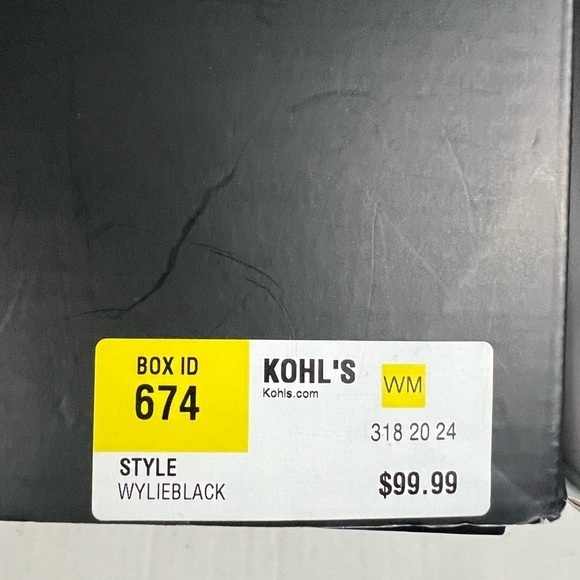 BOX ID
674
KOHL'S
Kohls.com
WM
318 20 24
STYLE
WYLIEBLACK
$99.99